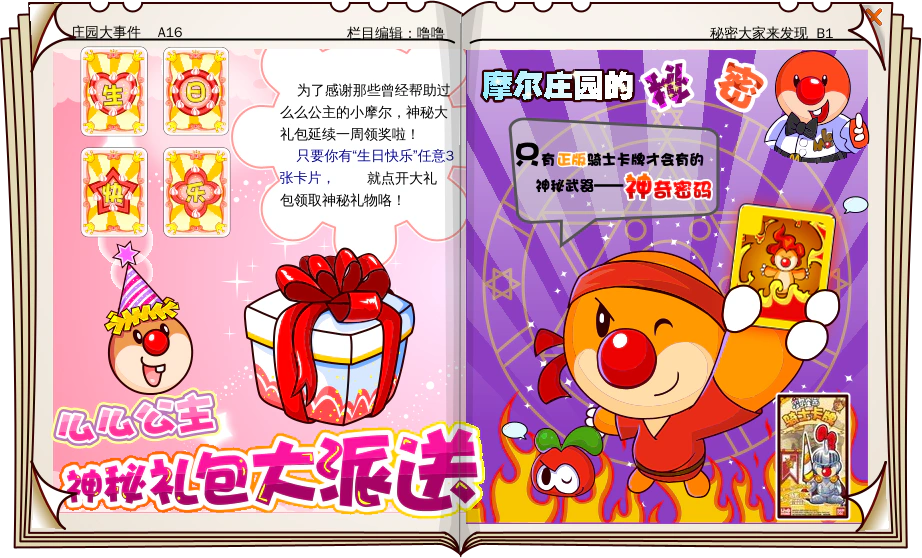 庄园大事件 A16
栏目编辑：噜噜
生
日
快
乐
为了感谢那些曾经帮助过
么么公主的小摩尔，神秘大
礼包延续一周领奖啦！
只要你有“生日快乐”任意3
张卡片， 就点开大礼
包领取神秘礼物咯！
么么公主
神秘礼包大派送
秘密大家来发现 B1
摩尔庄园的 秘密
只有正版骑士卡牌才会有的
神秘武器——神奇密码
骑士卡牌